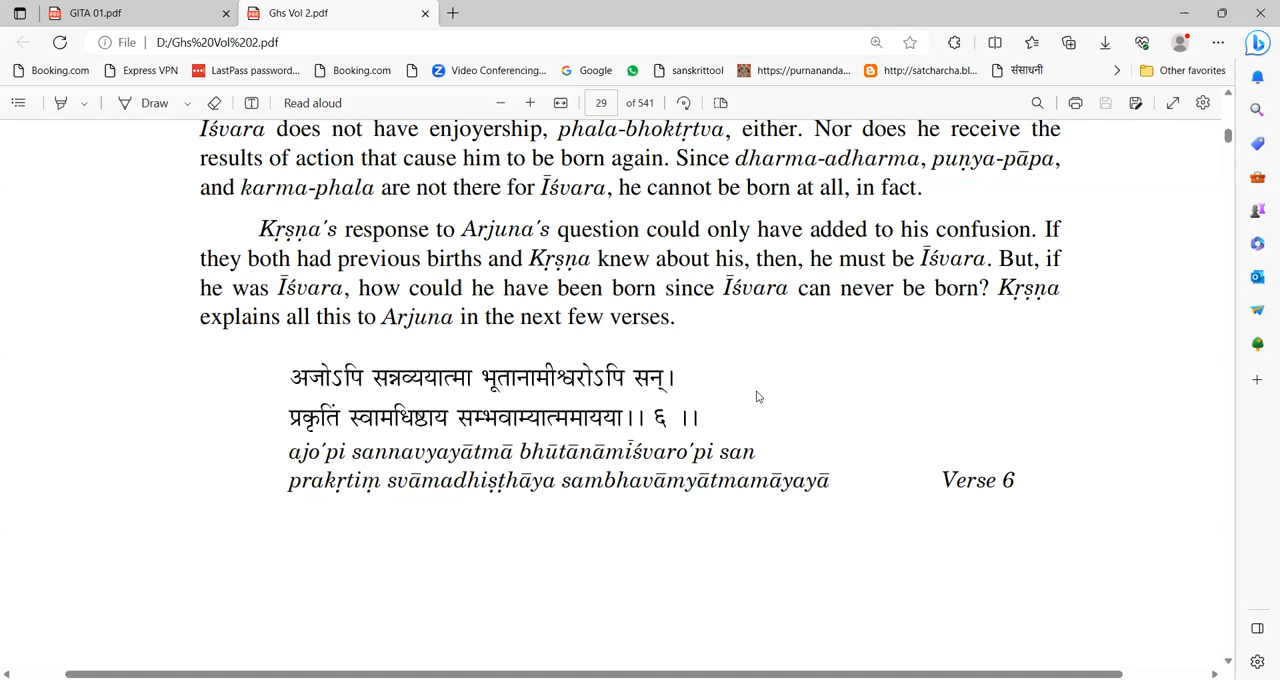 GITA 01.pdf
Ghs Vol 2.pdf
File D:/Ghs%20Vol%202.pdf
Booking.com Express VPN LastPass password... Booking.com Video Conferencing... Google sanskrittool https://purnananda... http://satcharcha.bl... संसाधनी Other favorites
Draw Read aloud 29 of 541
Īśvara does not have enjoyership, phala-bhoktṛtva, either. Nor does he receive the
results of action that cause him to be born again. Since dharma-adharma, puṇya-pāpa,
and karma-phala are not there for Īśvara, he cannot be born at all, in fact.
Kṛṣṇa's response to Arjuna's question could only have added to his confusion. If
they both had previous births and Kṛṣṇa knew about his, then, he must be Īśvara. But, if
he was Īśvara, how could he have been born since Īśvara can never be born? Kṛṣṇa
explains all this to Arjuna in the next few verses.
अजोऽपि सन्नव्ययात्मा भूतानामीश्वरोऽपि सन्।
प्रकृतिं स्वामधिष्ठाय सम्भवाम्यात्ममायया।। ६ ।।
ajo'pi sannavyayātmā bhūtānāmīśvaro'pi san
prakṛtiṃ svāmadhiṣṭhāya sambhavāmyātmamāyayā Verse 6